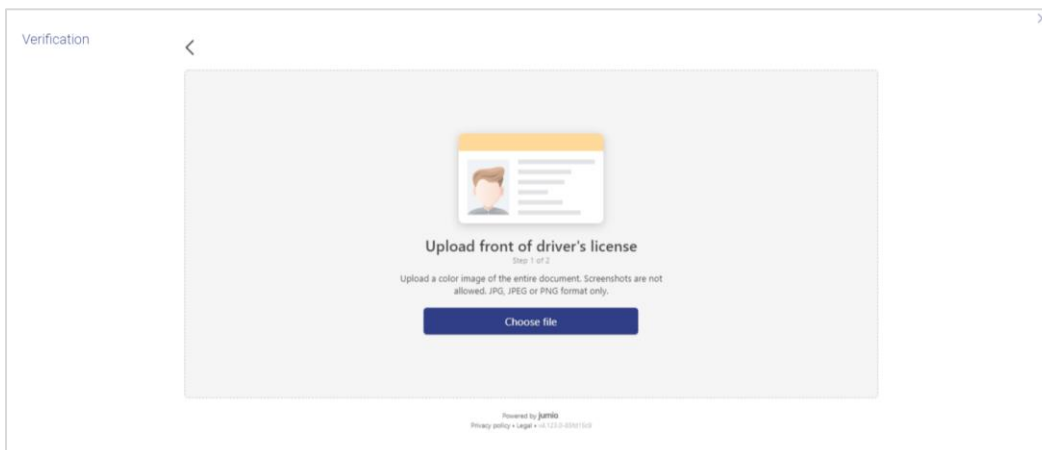 Verification
Upload front of driver's license
Step 1 of 2
Upload a color image of the entire document. Screenshots are not
allowed. JPG, JPEG or PNG format only.
Choose file
Powered by jumio
Privacy policy • Legal •